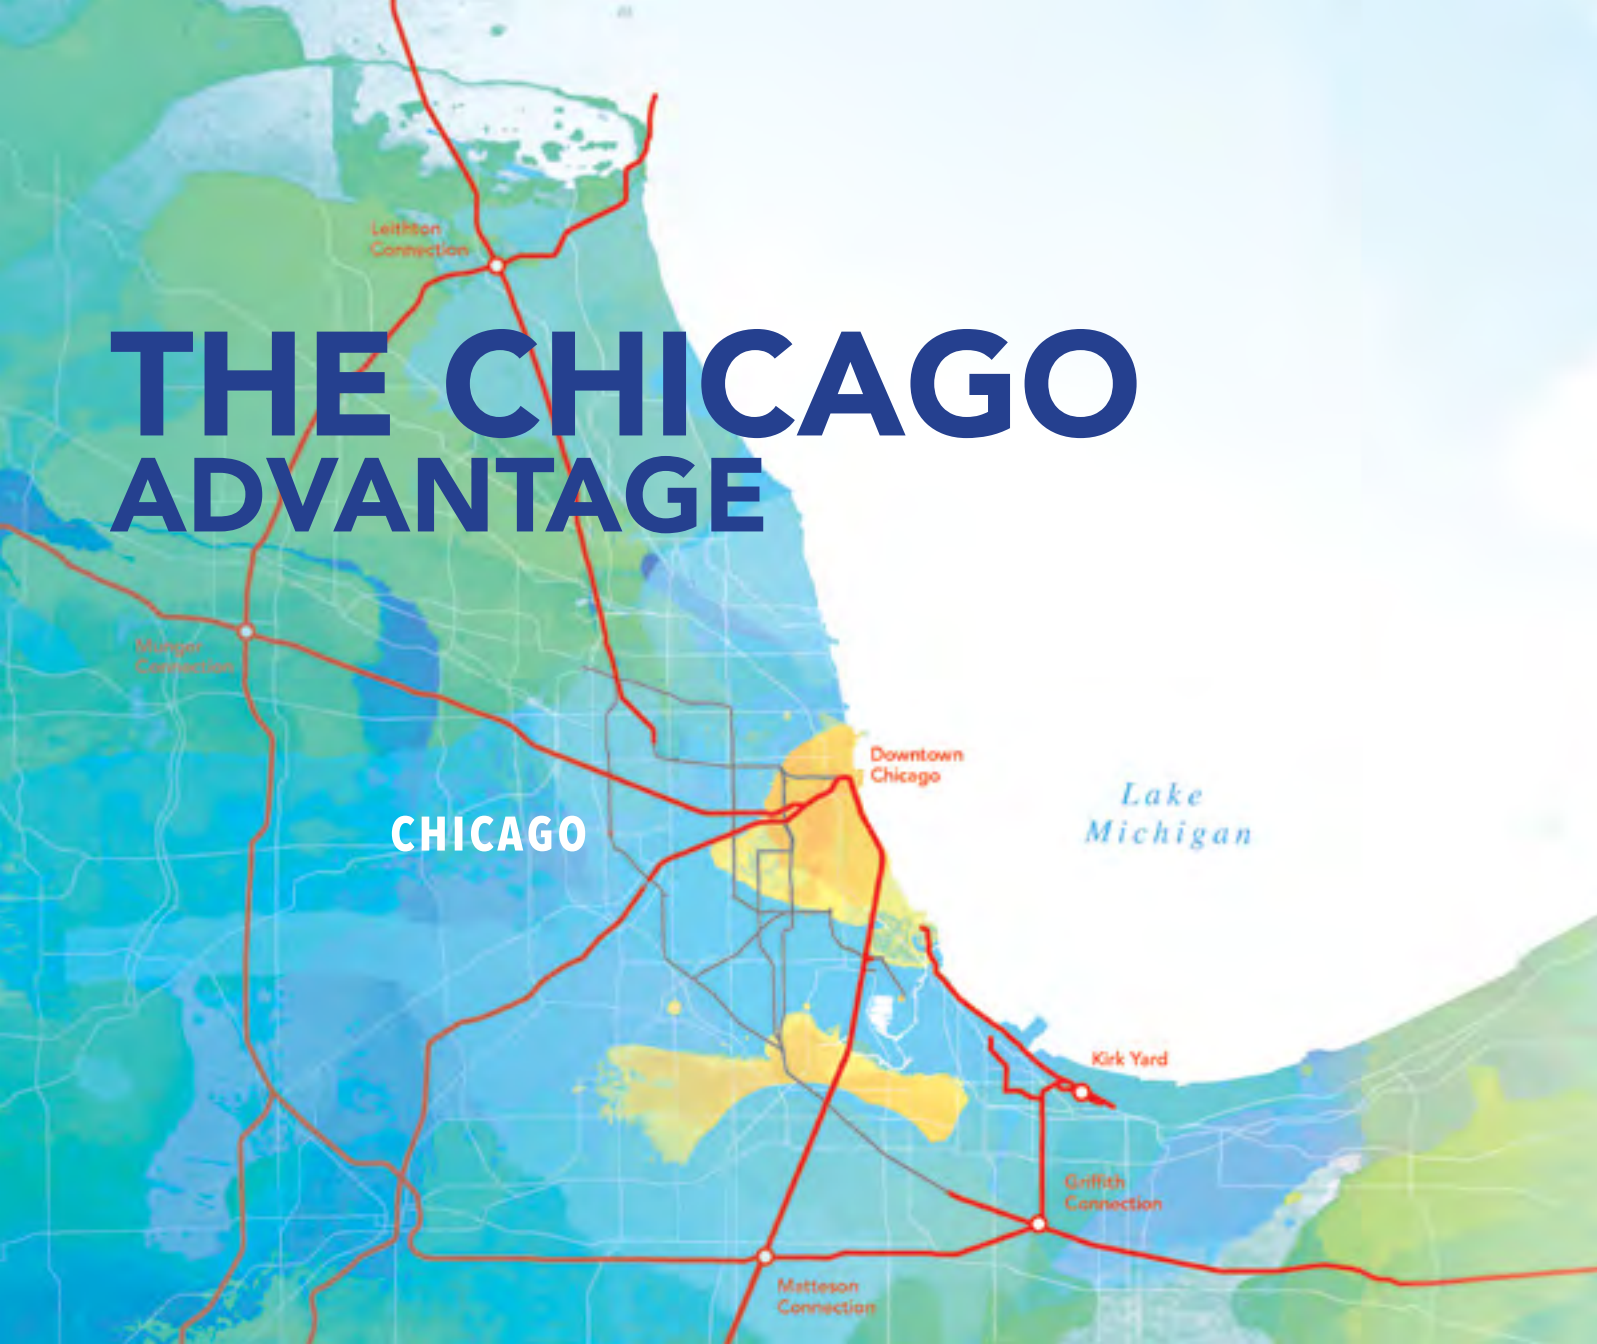 Leithton
Connection
THE CHICAGO
ADVANTAGE
Munger
Connection
Downtown
Chicago
Lake
Michigan
CHICAGO
Kirk Yard
Griffith
Connection
Matteson
Connection